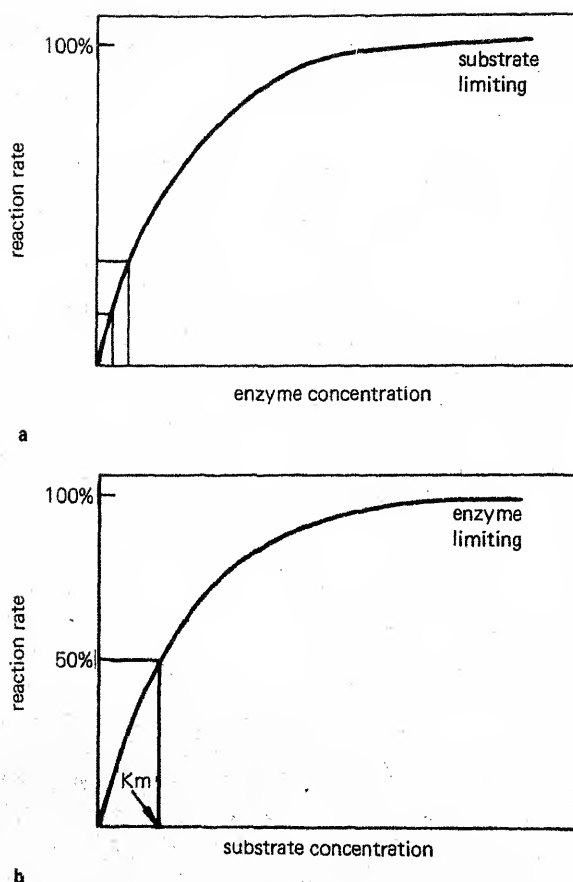 100%
substrate
limiting
reaction rate
enzyme concentration
a
100%
enzyme
limiting
50%
reaction rate
Km
substrate concentration
b